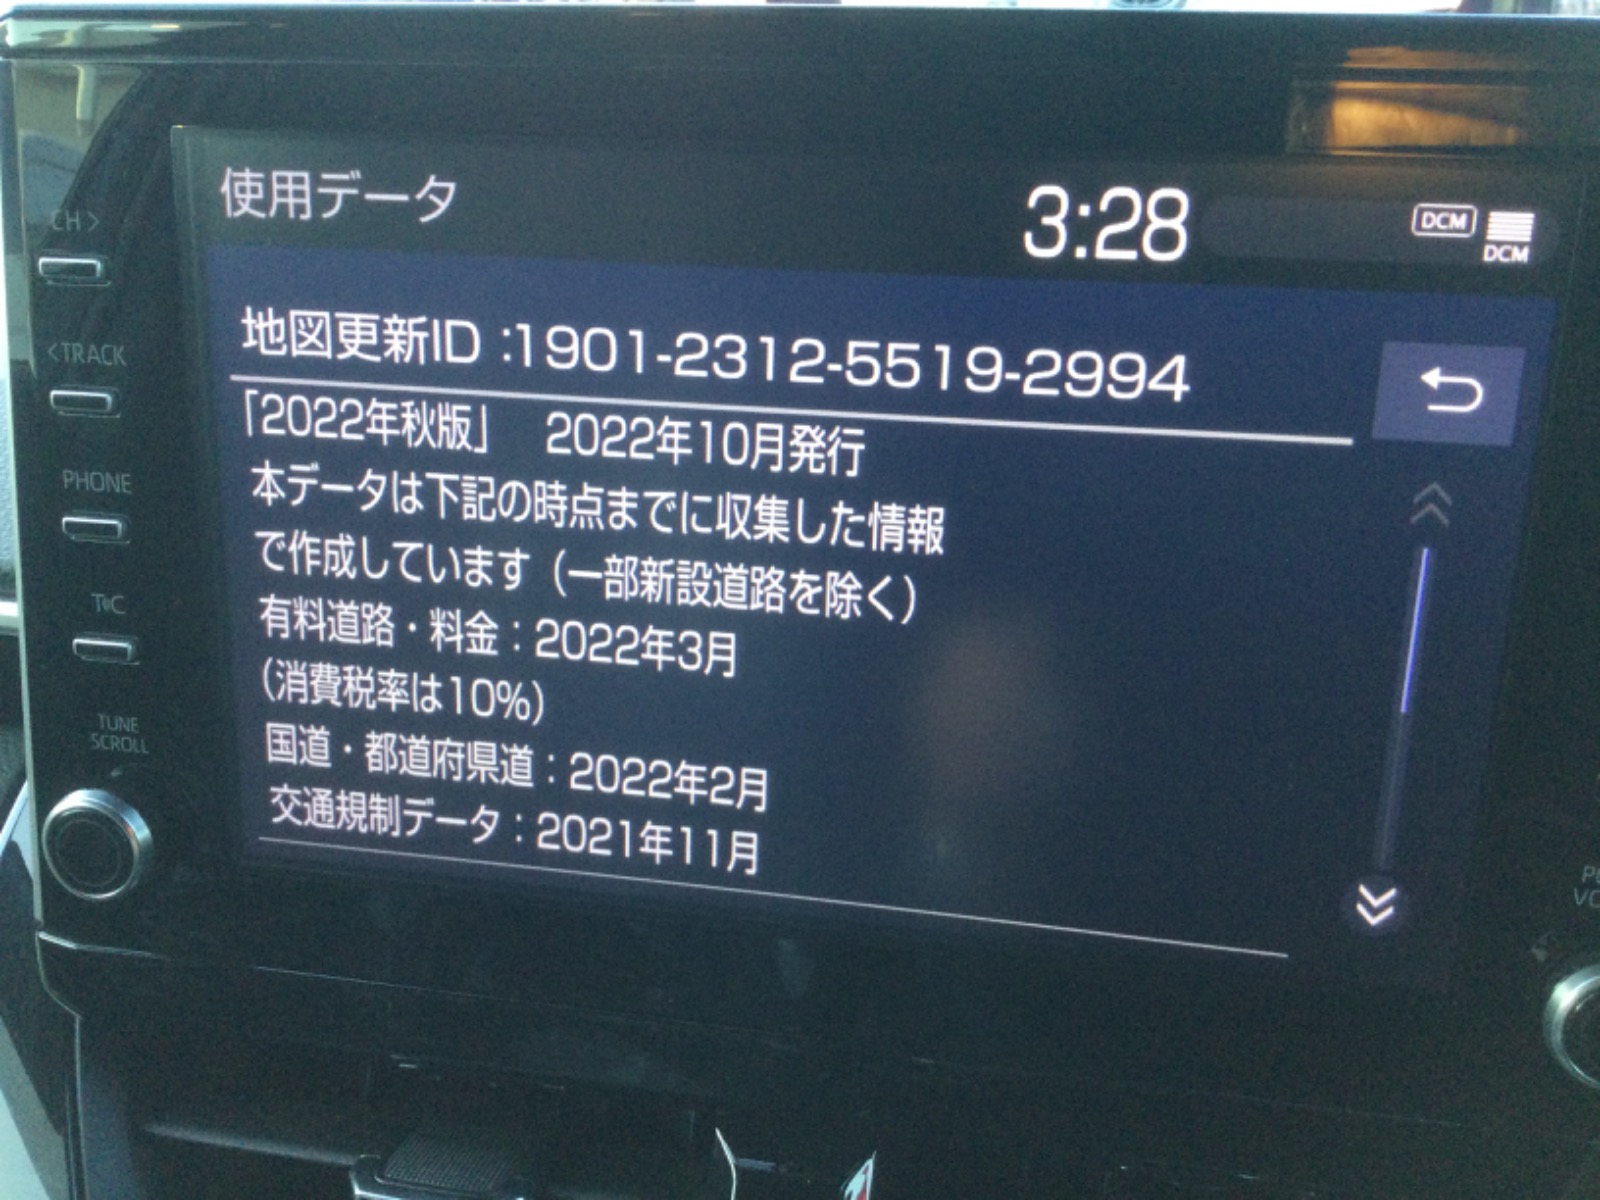 使用データ
3:28
DCM
DCM
地図更新ID :1901-2312-5519-2994
「2022年秋版」　2022年10月発行
本データは下記の時点までに収集した情報
で作成しています（一部新設道路を除く）
有料道路・料金：2022年3月
（消費税率は10%）
国道・都道府県道：2022年2月
交通規制データ：2021年11月
CH>
<TRACK
PHONE
T C
TUNE
SCROLL